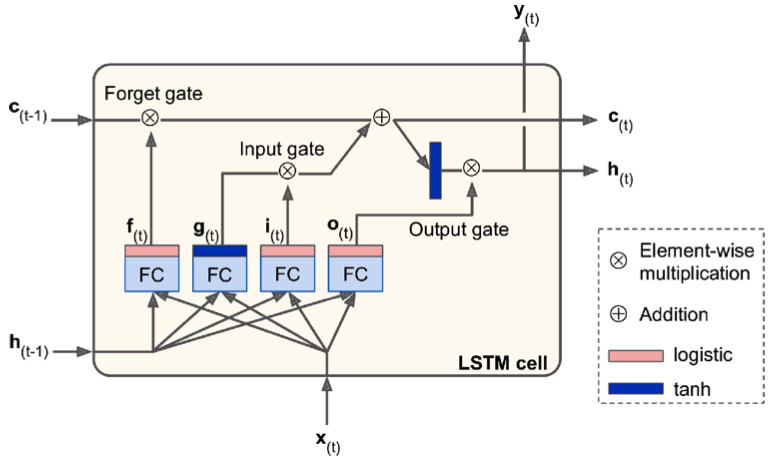 y(t)
Forget gate
c(t-1)
c(t)
Input gate
h(t)
f(t) g(t) i(t) o(t)
Output gate
FC FC FC FC
h(t-1)
LSTM cell
x(t)
Element-wise
multiplication
Addition
logistic
tanh